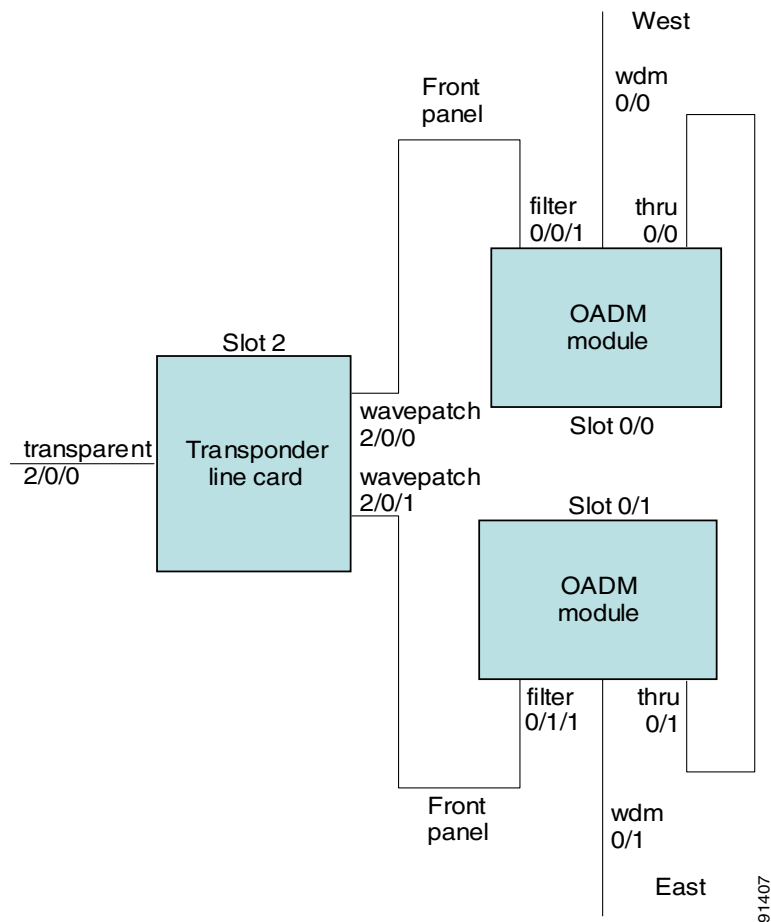 West
wdm
0/0
Front
panel
filter
0/0/1
thru
0/0
OADM
module
Slot 0/0
Slot 2
Transponder
line card
transparent
2/0/0
wavepatch
2/0/0
wavepatch
2/0/1
Slot 0/1
OADM
module
filter
0/1/1
thru
0/1
Front
panel
wdm
0/1
East
91407